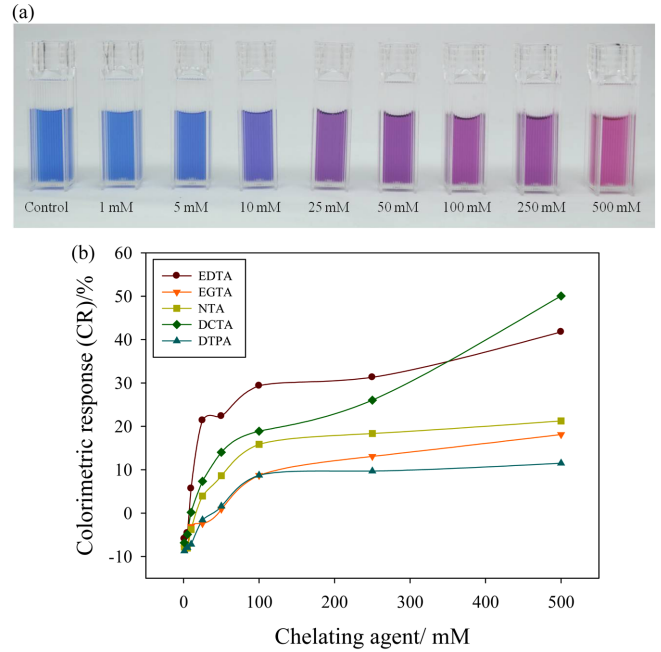 (a)
Control 1 mM 5 mM 10 mM 25 mM 50 mM 100 mM 250 mM 500 mM
(b)
60
50
40
30
20
10
0
-10
Colorimetric response (CR)/%
EDTA
EGTA
NTA
DCTA
DTPA
0 100 200 300 400 500
Chelating agent/ mM